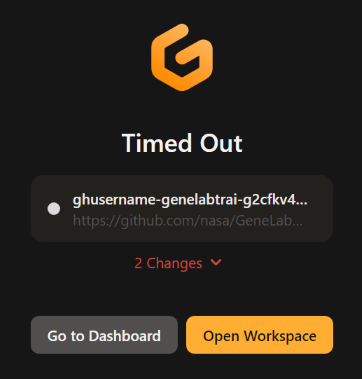 Timed Out
ghusername-genelabtrai-g2cfkv4...
https://github.com/nasa/GeneLab...
2 Changes
Go to Dashboard
Open Workspace